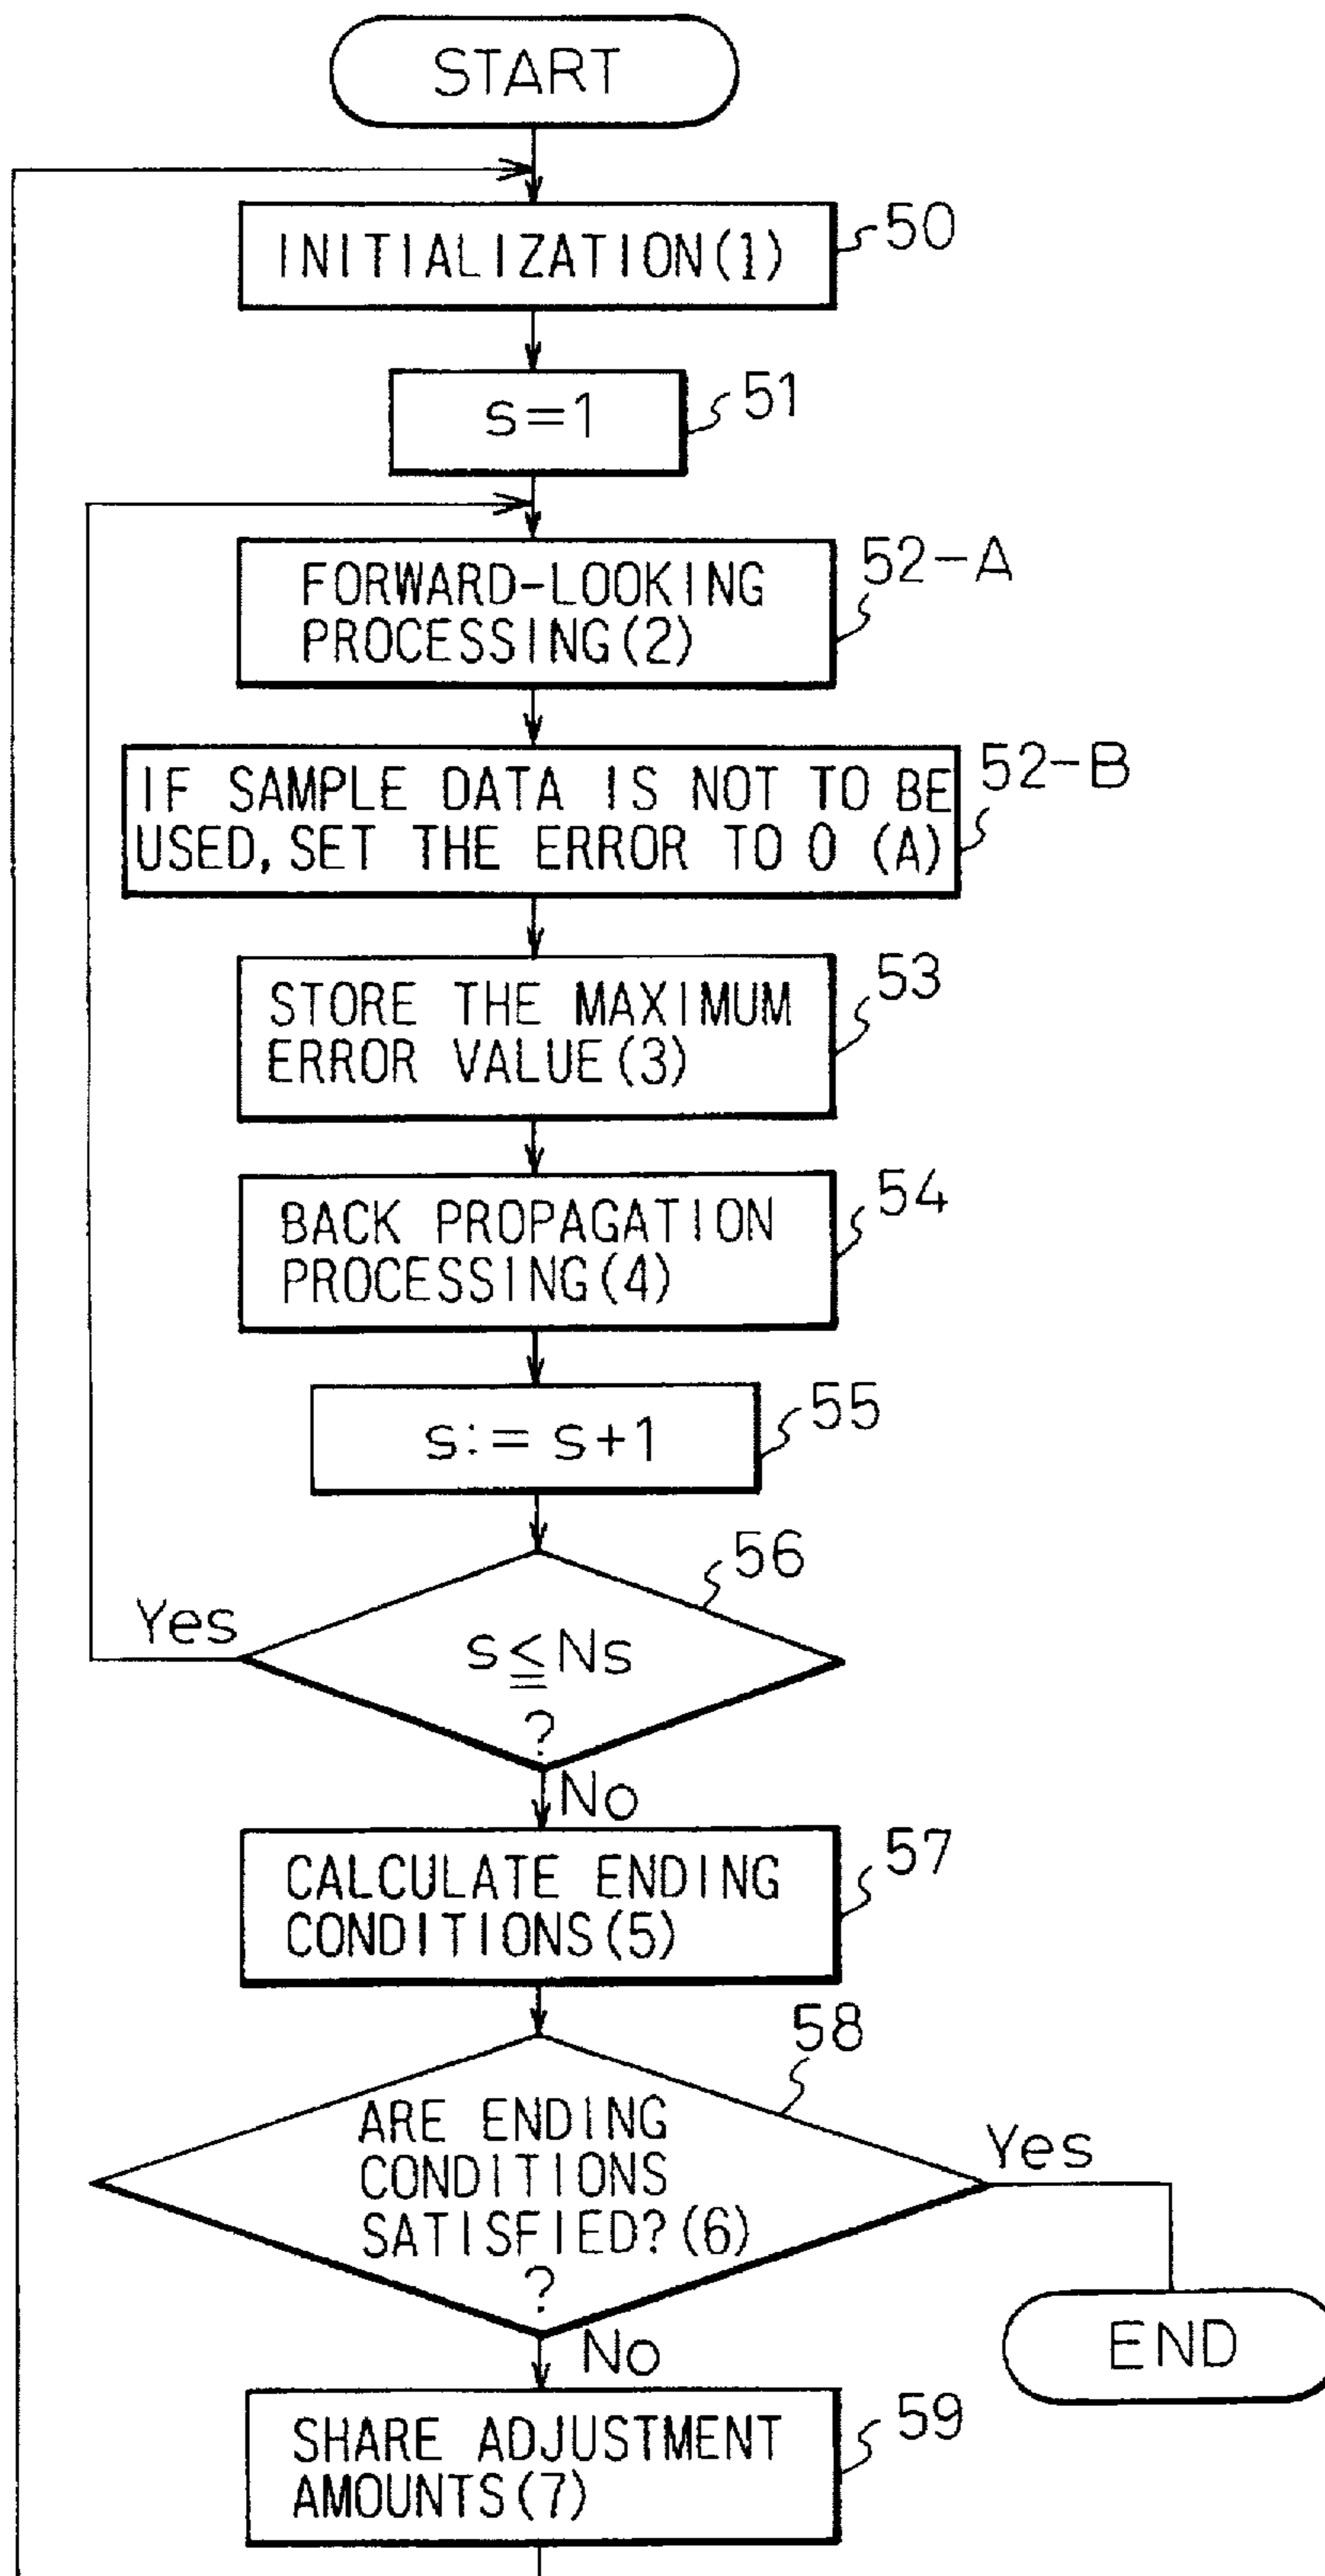 START
INITIALIZATION(1)
50
s=1
51
FORWARD-LOOKING
PROCESSING(2)
52-A
IF SAMPLE DATA IS NOT TO BE
USED, SET THE ERROR TO 0 (A)
52-B
STORE THE MAXIMUM
ERROR VALUE(3)
53
BACK PROPAGATION
PROCESSING(4)
54
s:= s+1
55
56
Yes
s≦Ns
?
No
CALCULATE ENDING
CONDITIONS(5)
57
58
ARE ENDING
CONDITIONS
SATISFIED?(6)
?
Yes
No
END
SHARE ADJUSTMENT
AMOUNTS(7)
59